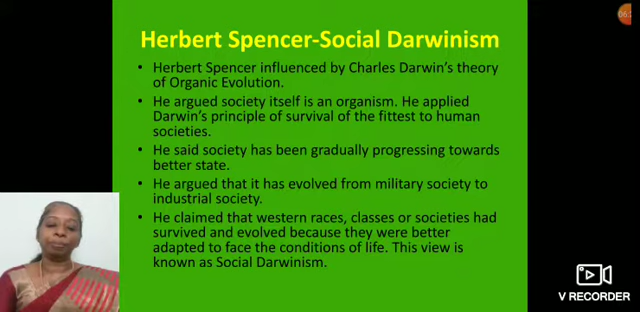 Herbert Spencer-Social Darwinism
• Herbert Spencer influenced by Charles Darwin's theory
of Organic Evolution.
• He argued society itself is an organism. He applied
Darwin's principle of survival of the fittest to human
societies.
• He said society has been gradually progressing towards
better state.
• He argued that it has evolved from military society to
industrial society.
• He claimed that western races, classes or societies had
survived and evolved because they were better
adapted to face the conditions of life. This view is
known as Social Darwinism.
V RECORDER